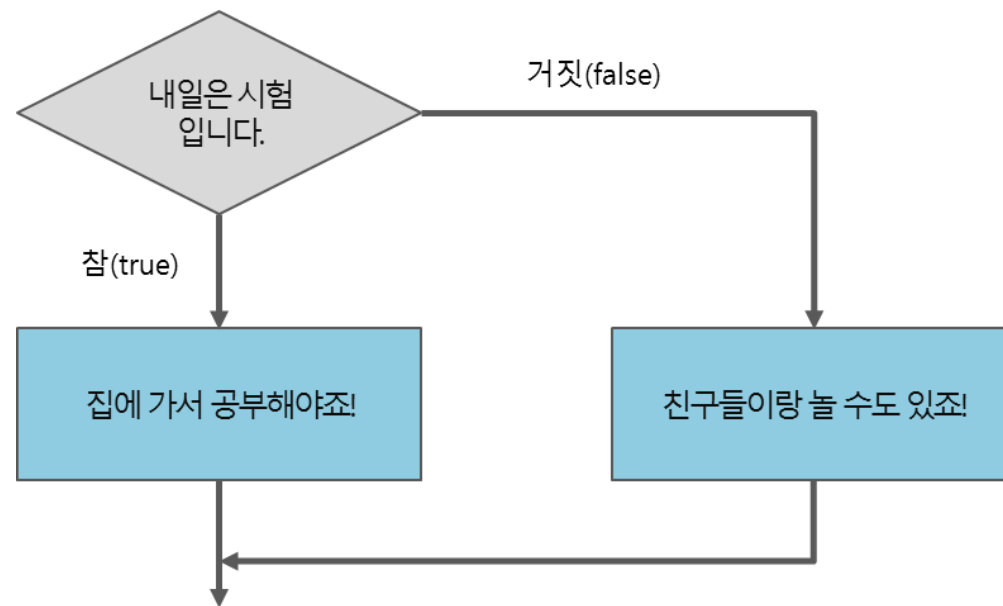 내일은 시험
입니다.
거짓(false)
참(true)
집에 가서 공부해야죠!
친구들이랑 놀 수도 있죠!